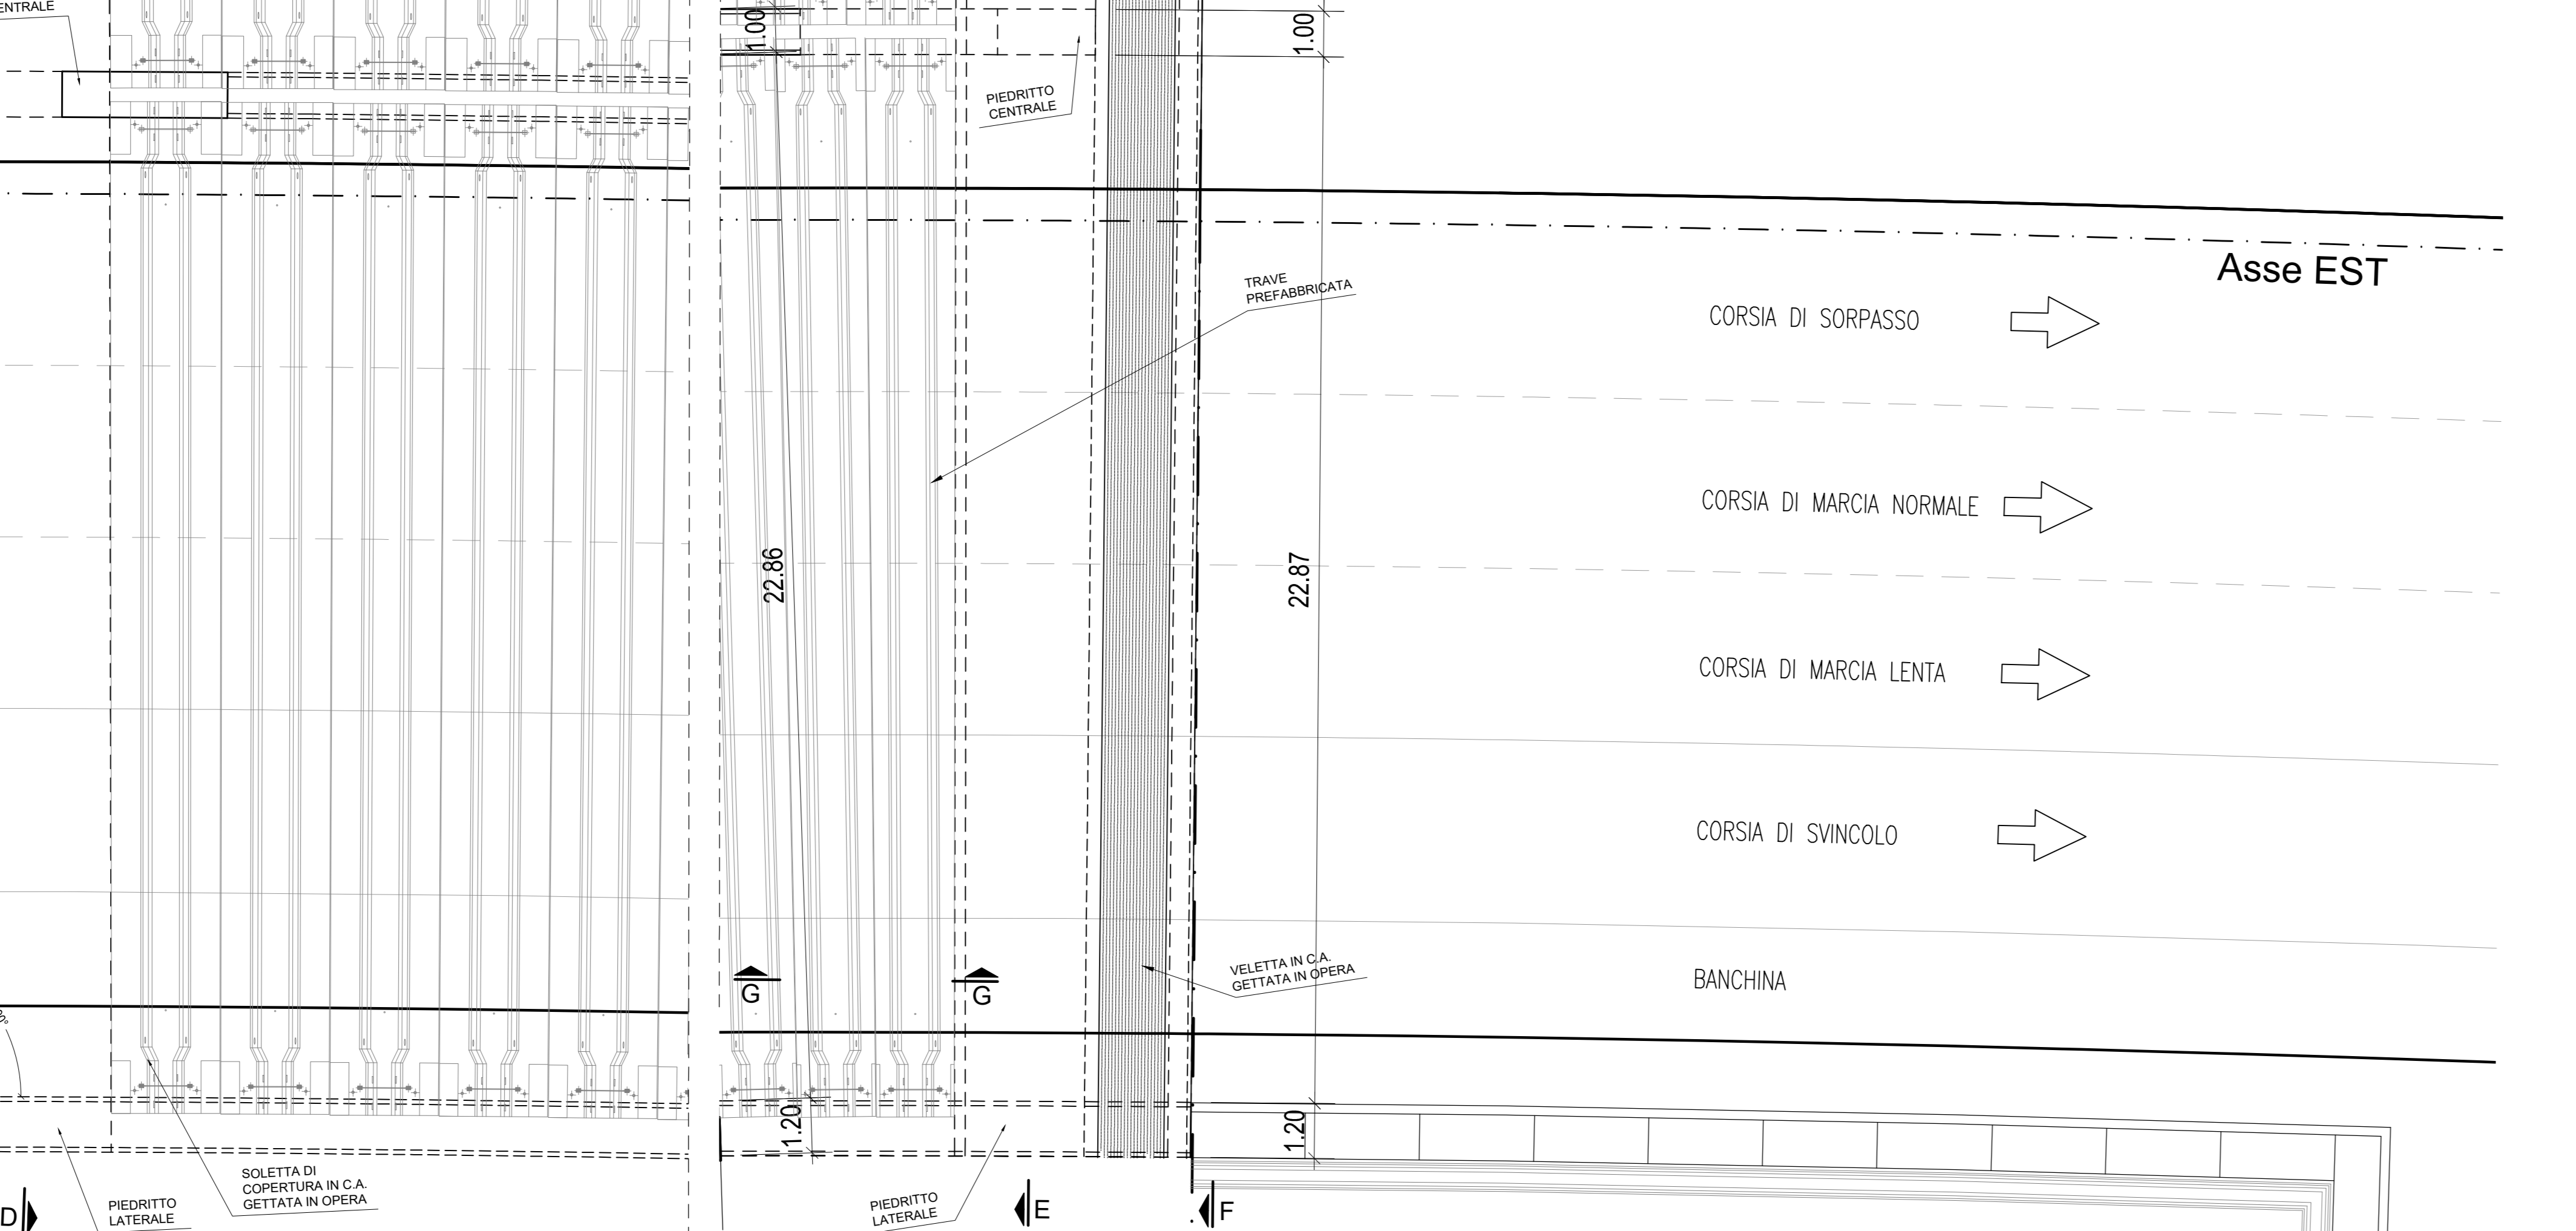 1.00
1.00
PIEDRITTO
CENTRALE
TRAVE
PREFABBRICATA
Asse EST
CORSIA DI SORPASSO
CORSIA DI MARCIA NORMALE
22.86
22.87
CORSIA DI MARCIA LENTA
CORSIA DI SVINCOLO
VELETTA IN C.A.
GETTATA IN OPERA
BANCHINA
G
G
1.20
1.20
SOLETTA DI
COPERTURA IN C.A.
GETTATA IN OPERA
PIEDRITTO
LATERALE
PIEDRITTO
LATERALE
D
E
F